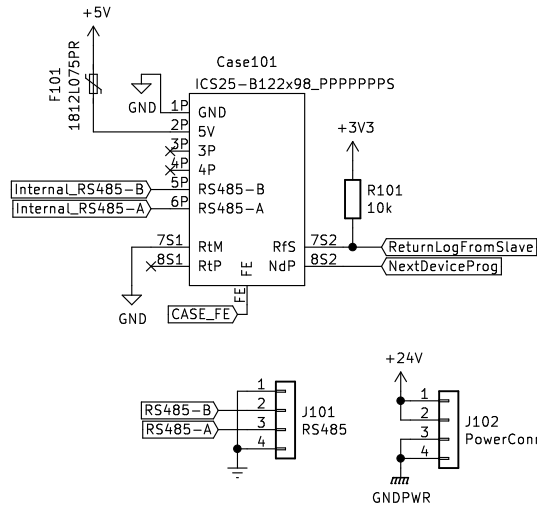 +5V
F101
1812L075PR
Case101
ICS25-B122x98_PPPPPPPS
GND
1P GND
2P 5V
3P 3P
4P 4P
Internal_RS485-B 5P RS485-B
Internal_RS485-A 6P RS485-A
+3V3
R101
10k
7S1 RtM RfS 7S2 ReturnLogFromSlave
8S1 RtP NdP 8S2 NextDeviceProg
FE
FE
GND
CASE_FE
+24V
1
RS485-B 2
RS485-A 3
4
J101
RS485
1
2
3
4
J102
PowerConn
GNDPWR